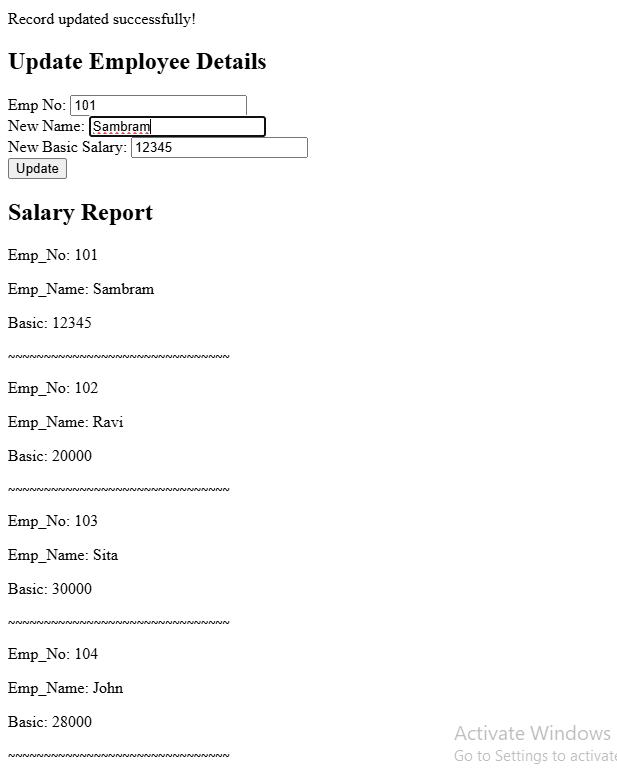 Record updated successfully!
Update Employee Details
Emp No: 101
New Name: Sambram
New Basic Salary: 12345
Update
Salary Report
Emp_No: 101
Emp_Name: Sambram
Basic: 12345
~~~~~~~~~~~~~~~~~~~~~~~~~~~~~~~
Emp_No: 102
Emp_Name: Ravi
Basic: 20000
~~~~~~~~~~~~~~~~~~~~~~~~~~~~~~~
Emp_No: 103
Emp_Name: Sita
Basic: 30000
~~~~~~~~~~~~~~~~~~~~~~~~~~~~~~~
Emp_No: 104
Emp_Name: John
Basic: 28000
~~~~~~~~~~~~~~~~~~~~~~~~~~~~~~~
Activate Windows
Go to Settings to activate